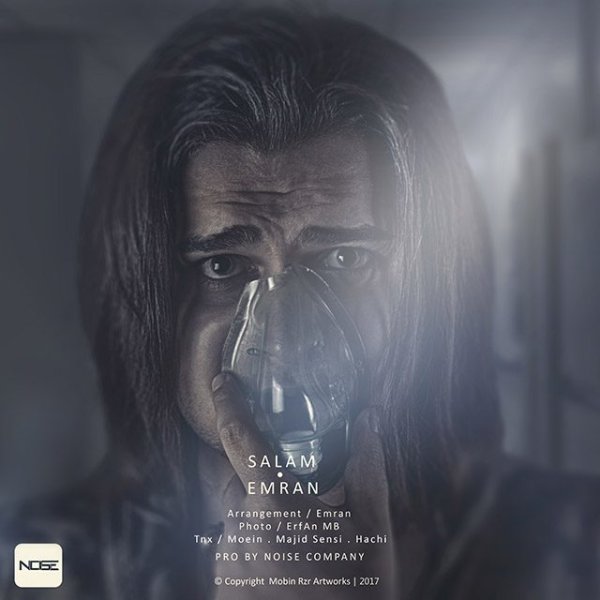 SALAM
•
EMRAN
Arrangement / Emran
Photo / ErfAn MB
Tnx / Moein . Majid Sensi . Hachi
PRO BY NOISE COMPANY
NOISE
© Copyright Mobin Rzr Artworks | 2017